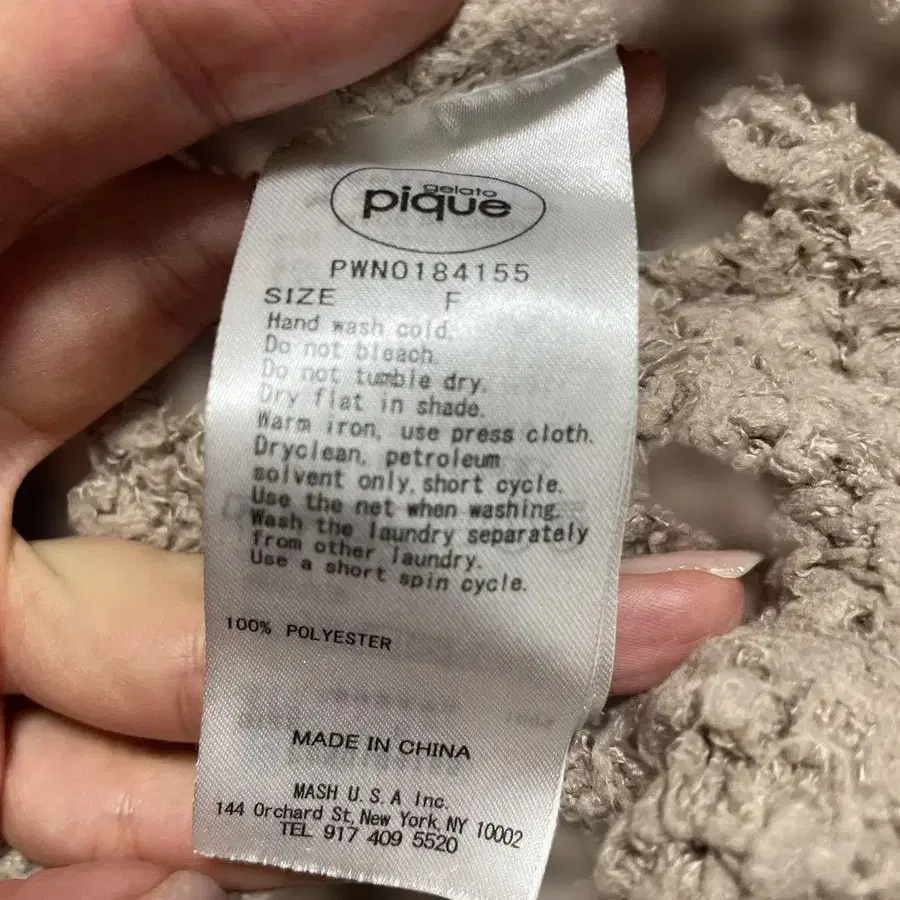 gelato
pique
PWNO184155
SIZE F
Hand wash cold.
Do not bleach.
Do not tumble dry.
Dry flat in shade.
Warm iron, use press cloth.
Dryclean, petroleum
solvent only, short cycle.
Use the net when washing.
Wash the laundry separately
from other laundry.
Use a short spin cycle.
100% POLYESTER
MADE IN CHINA
MASH U.S.A Inc.
144 Orchard St, New York, NY 10002
TEL 917 409 5520